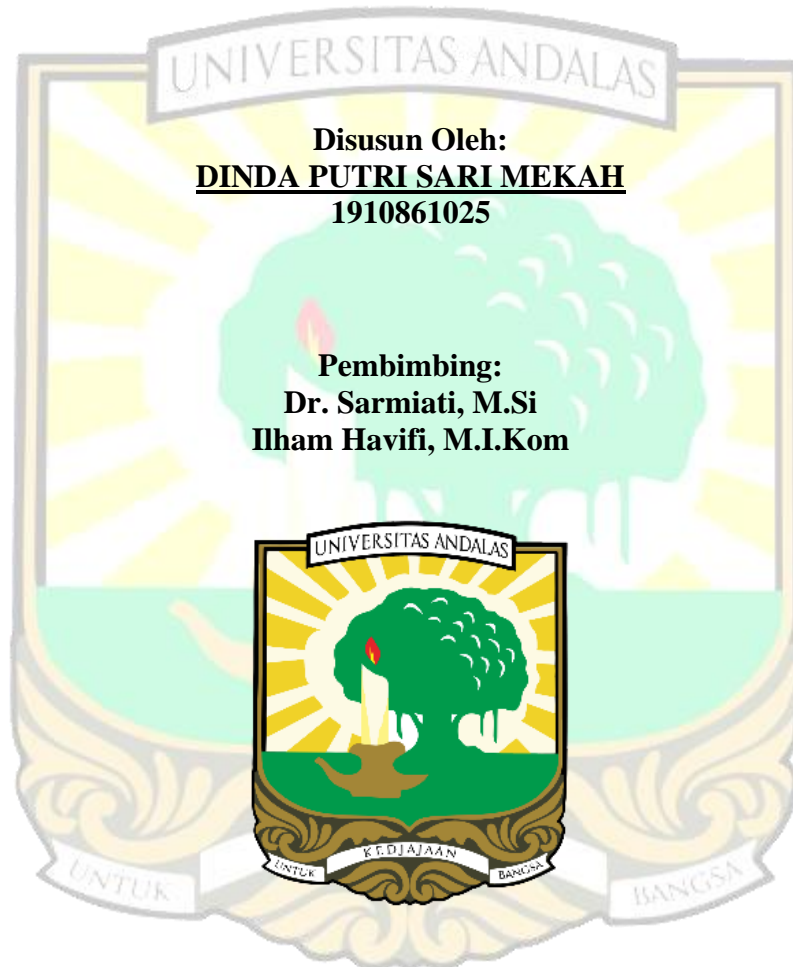 UNIVERSITAS ANDALAS
Disusun Oleh:
DINDA PUTRI SARI MEKAH
1910861025
Pembimbing:
Dr. Sarmiati, M.Si
Ilham Havifi, M.I.Kom
UNIVERSITAS ANDALAS
UNTUK KEDJAJAAN BANGSA
UNTUK BANGSA